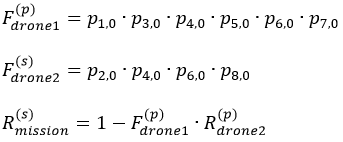 F_{drone1}^{(p)} = p_{1,0} · p_{3,0} · p_{4,0} · p_{5,0} · p_{6,0} · p_{7,0}
F_{drone2}^{(s)} = p_{2,0} · p_{4,0} · p_{6,0} · p_{8,0}
R_{mission}^{(s)} = 1 − F_{drone1}^{(p)} · R_{drone2}^{(p)}